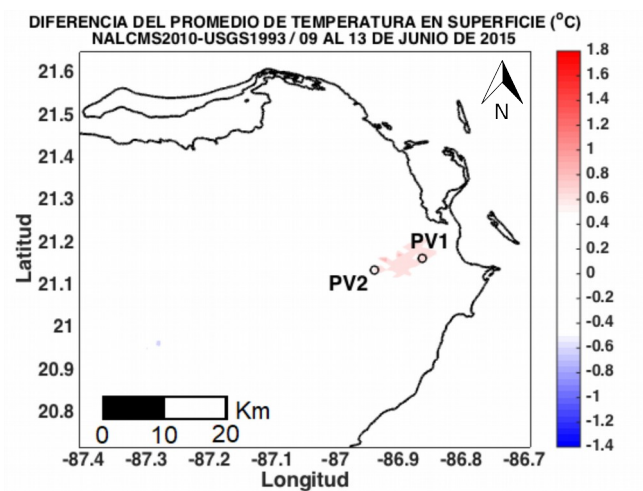 DIFERENCIA DEL PROMEDIO DE TEMPERATURA EN SUPERFICIE (°C)
NALCMS2010-USGS1993 / 09 AL 13 DE JUNIO DE 2015
21.6
21.5
21.4
21.3
21.2
21.1
21
20.9
20.8
Latitud
N
PV1
PV2
Km
0 10 20
-87.4 -87.3 -87.2 -87.1 -87 -86.9 -86.8 -86.7
Longitud
1.8
1.6
1.4
1.2
1
0.8
0.6
0.4
0.2
0
-0.2
-0.4
-0.6
-0.8
-1
-1.2
-1.4